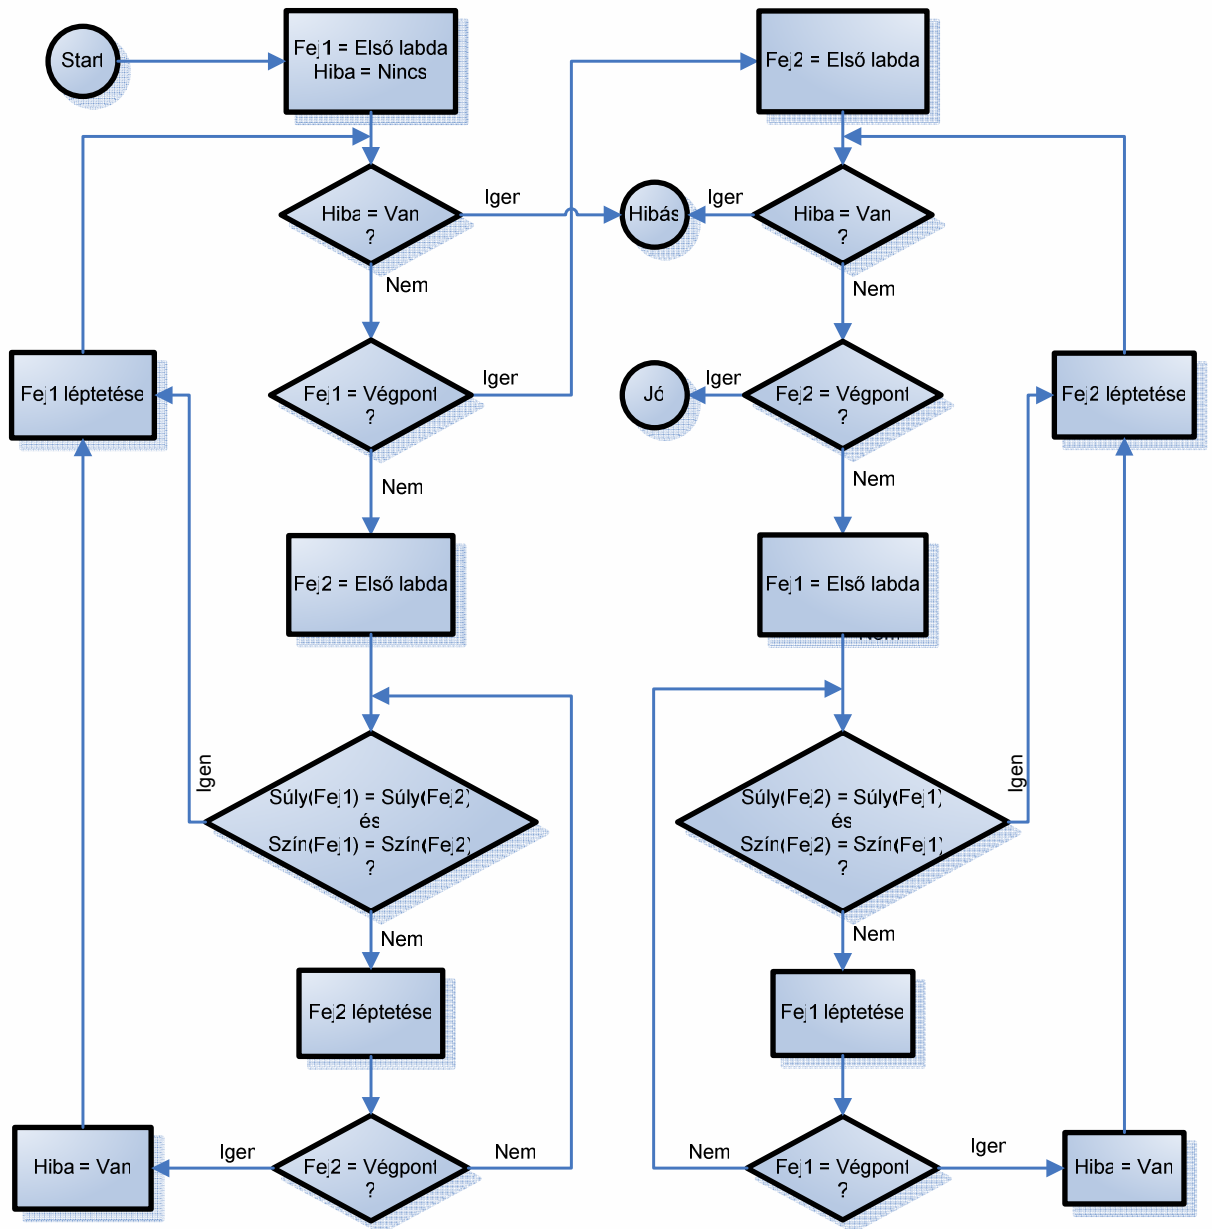 Start
Fej1 = Első labda
Hiba = Nincs
Fej2 = Első labda
Hiba = Van
?
Igen
Hibás
Igen
Hiba = Van
?
Nem
Nem
Fej1 léptetése
Fej1 = Végpont
?
Igen
Jó
Igen
Fej2 = Végpont
?
Fej2 léptetése
Nem
Nem
Fej2 = Első labda
Fej1 = Első labda
Nem
Igen
Súly(Fej1) = Súly(Fej2)
és
Szín(Fej1) = Szín(Fej2)
?
Súly(Fej2) = Súly(Fej1)
és
Szín(Fej2) = Szín(Fej1)
?
Igen
Nem
Nem
Fej2 léptetése
Fej1 léptetése
Hiba = Van
Igen
Fej2 = Végpont
?
Nem
Nem
Fej1 = Végpont
?
Igen
Hiba = Van